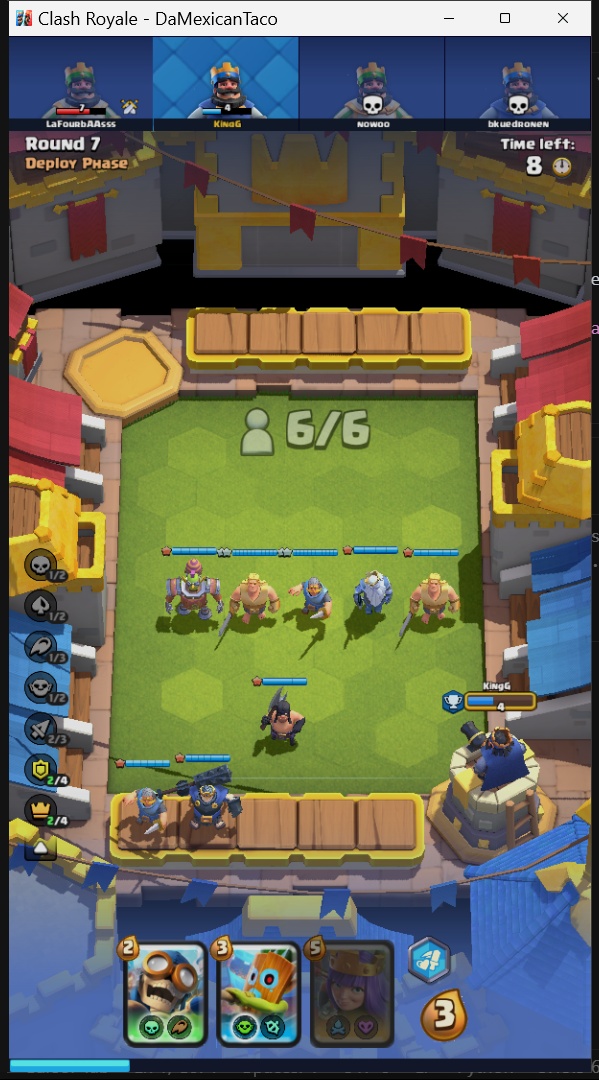 Clash Royale - DaMexicanTaco
7
4
LaFourbAAsss
KingG
nowoo
bkuedronen
Round 7
Deploy Phase
Time left:
8
6/6
1/2
1/2
1/3
1/2
2/3
2/4
2/4
KingG
4
2
3
5
3